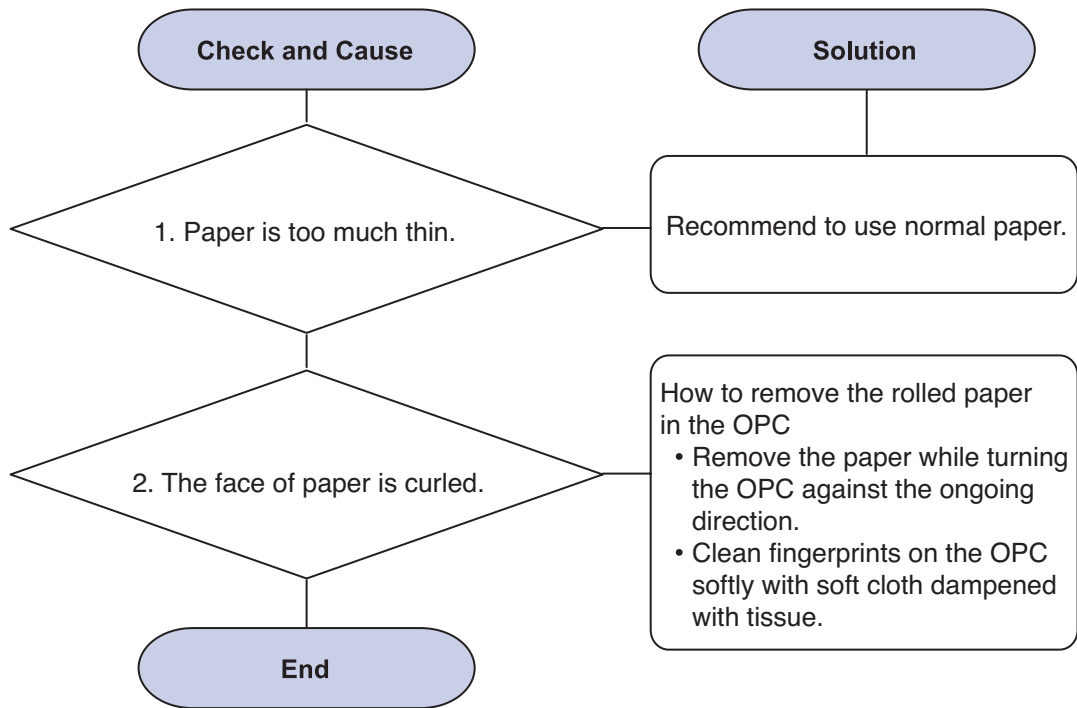 Check and Cause
Solution
1. Paper is too much thin.
Recommend to use normal paper.
2. The face of paper is curled.
How to remove the rolled paper
in the OPC
• Remove the paper while turning
the OPC against the ongoing
direction.
• Clean fingerprints on the OPC
softly with soft cloth dampened
with tissue.
End